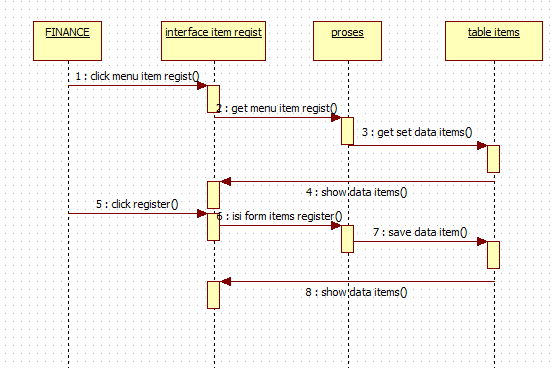 FINANCE
interface item regist
proses
table items
1 : click menu item regist()
2 : get menu item regist()
3 : get set data items()
4 : show data items()
5 : click register()
6 : isi form items register()
7 : save data item()
8 : show data items()